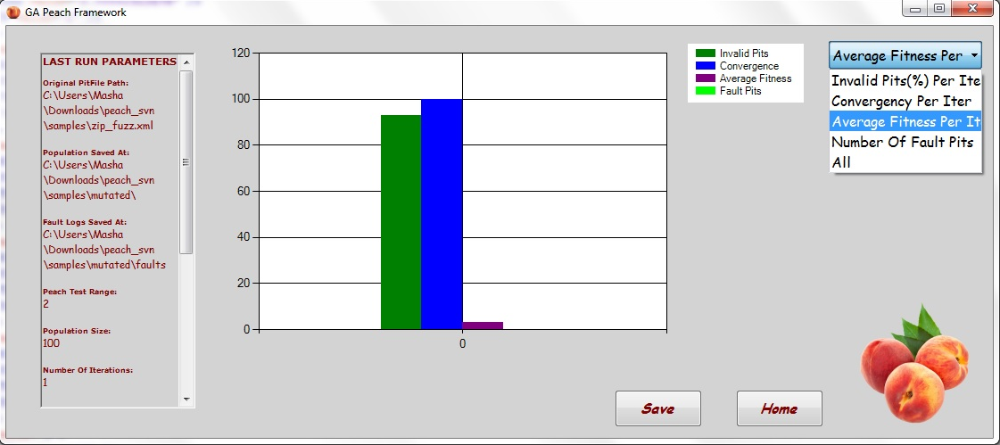 GA Peach Framework
LAST RUN PARAMETERS
Original PitFile Path:
C:\Users\Masha
\Downloads\peach_svn
\samples\zip_fuzz.xml
Population Saved At:
C:\Users\Masha
\Downloads\peach_svn
\samples\mutated\
Fault Logs Saved At:
C:\Users\Masha
\Downloads\peach_svn
\samples\mutated\faults
Peach Test Range:
2
Population Size:
100
Number Of Iterations:
1
120
100
80
60
40
20
0
0
Invalid Pits
Convergence
Average Fitness
Fault Pits
Average Fitness Per
Invalid Pits(%) Per Ite
Convergency Per Iter
Average Fitness Per It
Number Of Fault Pits
All
Save
Home